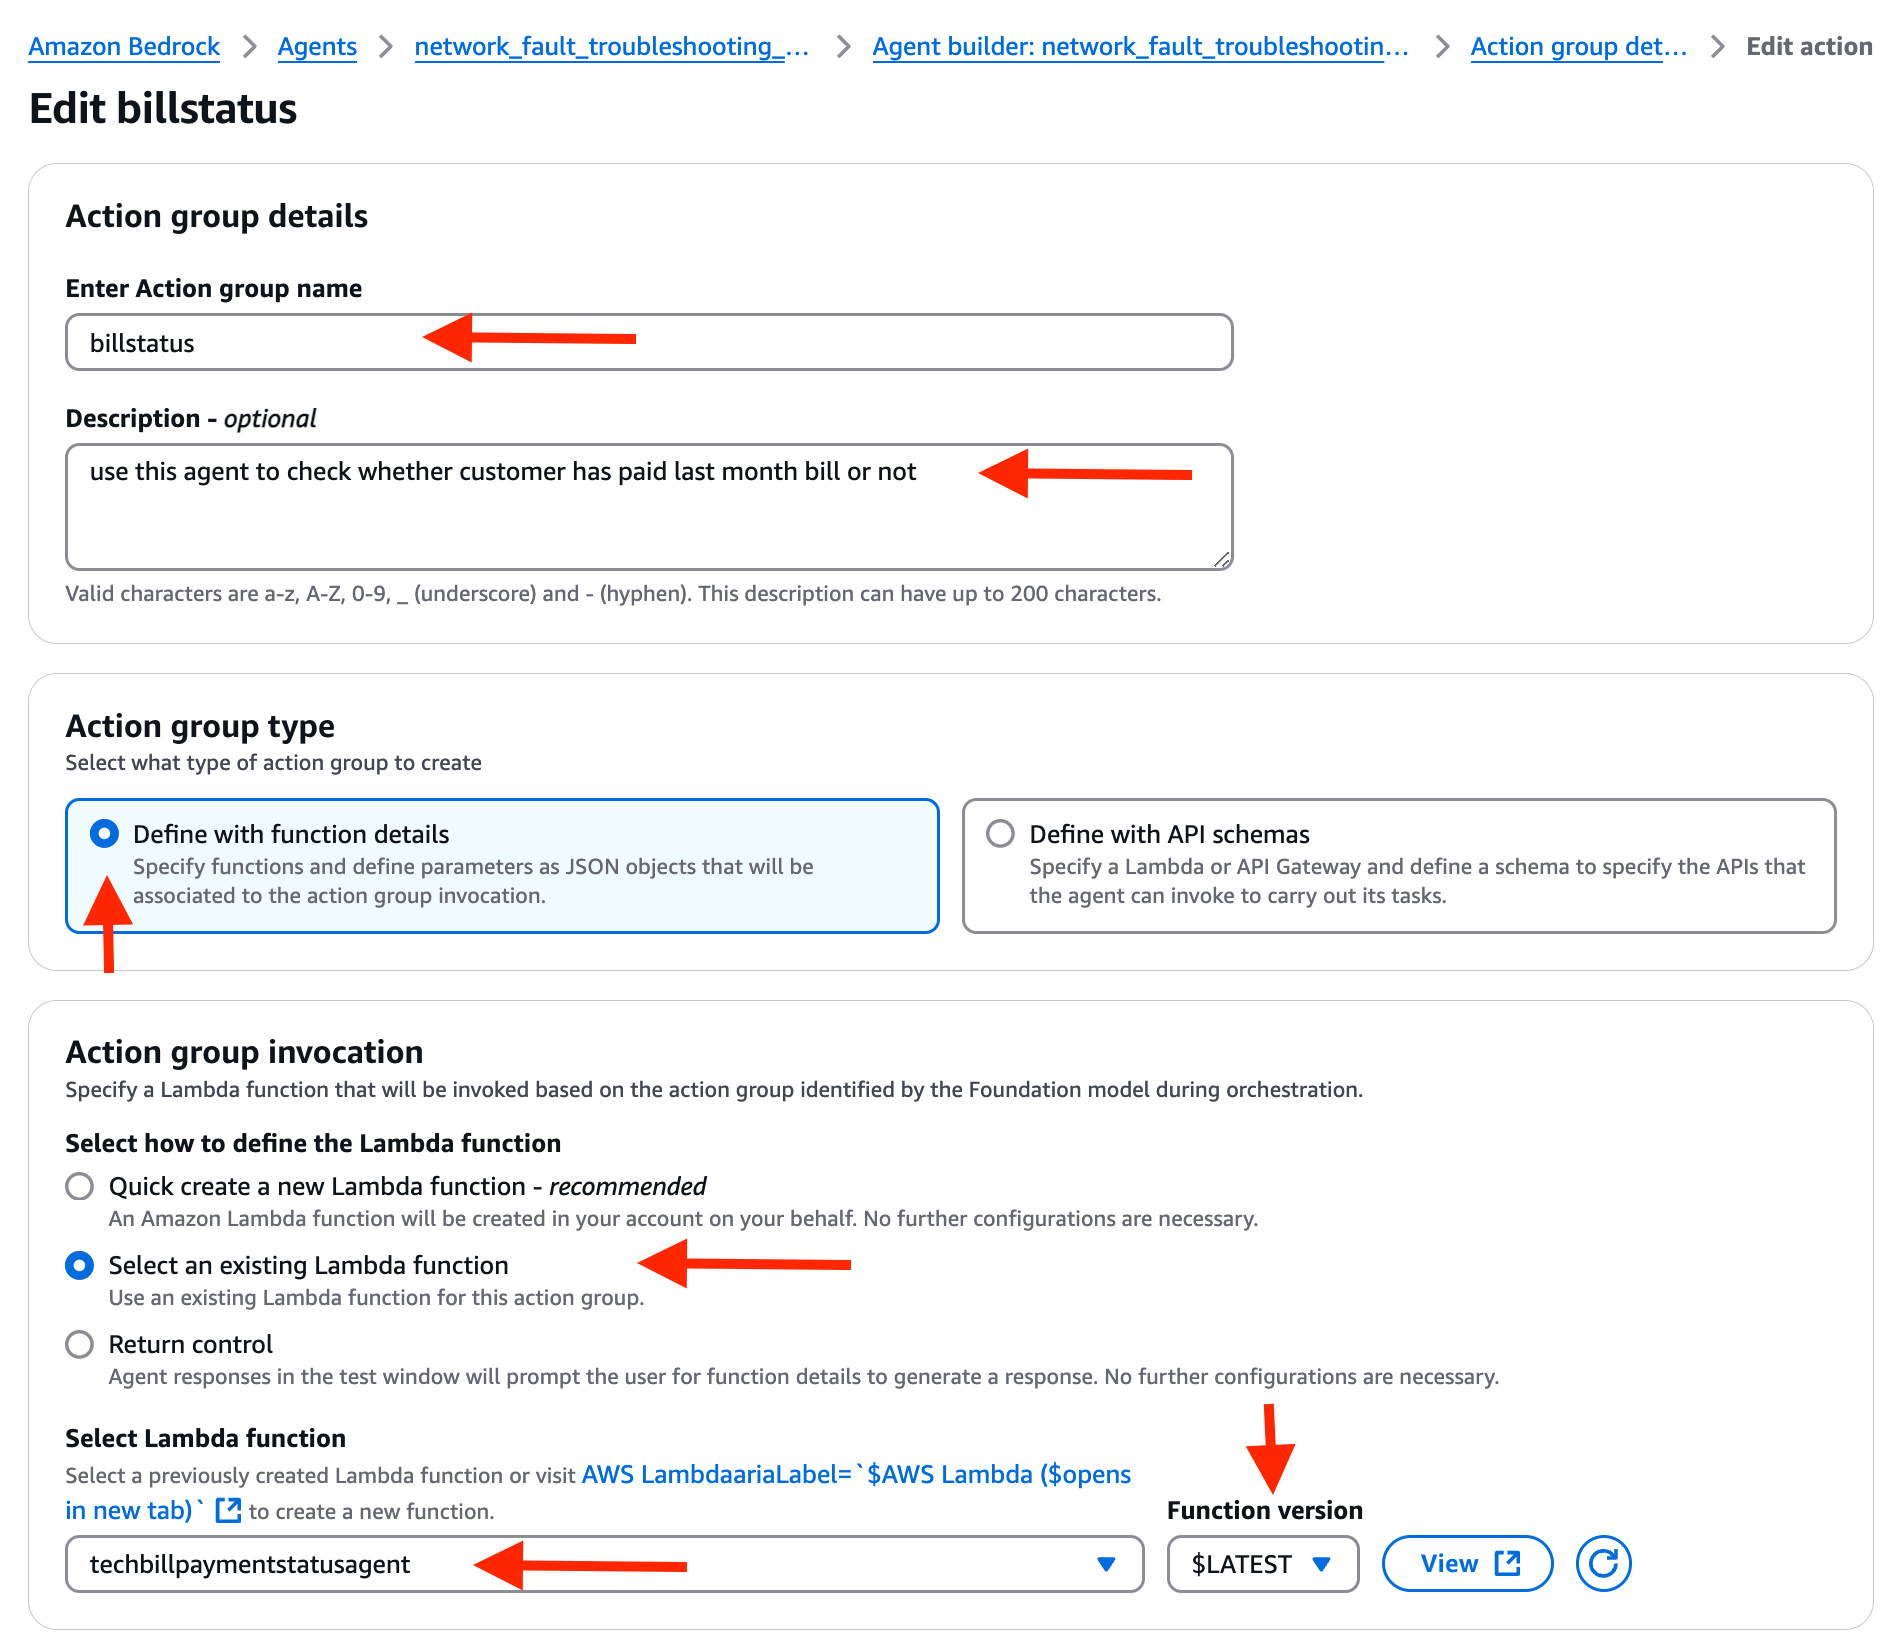 Amazon Bedrock > Agents > network_fault_troubleshooting_... > Agent builder: network_fault_troubleshootin... > Action group det... > Edit action
Edit billstatus
Action group details
Enter Action group name
billstatus
Description - optional
use this agent to check whether customer has paid last month bill or not
Valid characters are a-z, A-Z, 0-9, _ (underscore) and - (hyphen). This description can have up to 200 characters.
Action group type
Select what type of action group to create
Define with function details
Specify functions and define parameters as JSON objects that will be
associated to the action group invocation.
Define with API schemas
Specify a Lambda or API Gateway and define a schema to specify the APIs that
the agent can invoke to carry out its tasks.
Action group invocation
Specify a Lambda function that will be invoked based on the action group identified by the Foundation model during orchestration.
Select how to define the Lambda function
Quick create a new Lambda function - recommended
An Amazon Lambda function will be created in your account on your behalf. No further configurations are necessary.
Select an existing Lambda function
Use an existing Lambda function for this action group.
Return control
Agent responses in the test window will prompt the user for function details to generate a response. No further configurations are necessary.
Select Lambda function
Select a previously created Lambda function or visit AWS LambdaariaLabel=`$AWS Lambda ($opens
in new tab)` to create a new function.
techbillpaymentstatusagent
Function version
$LATEST
View